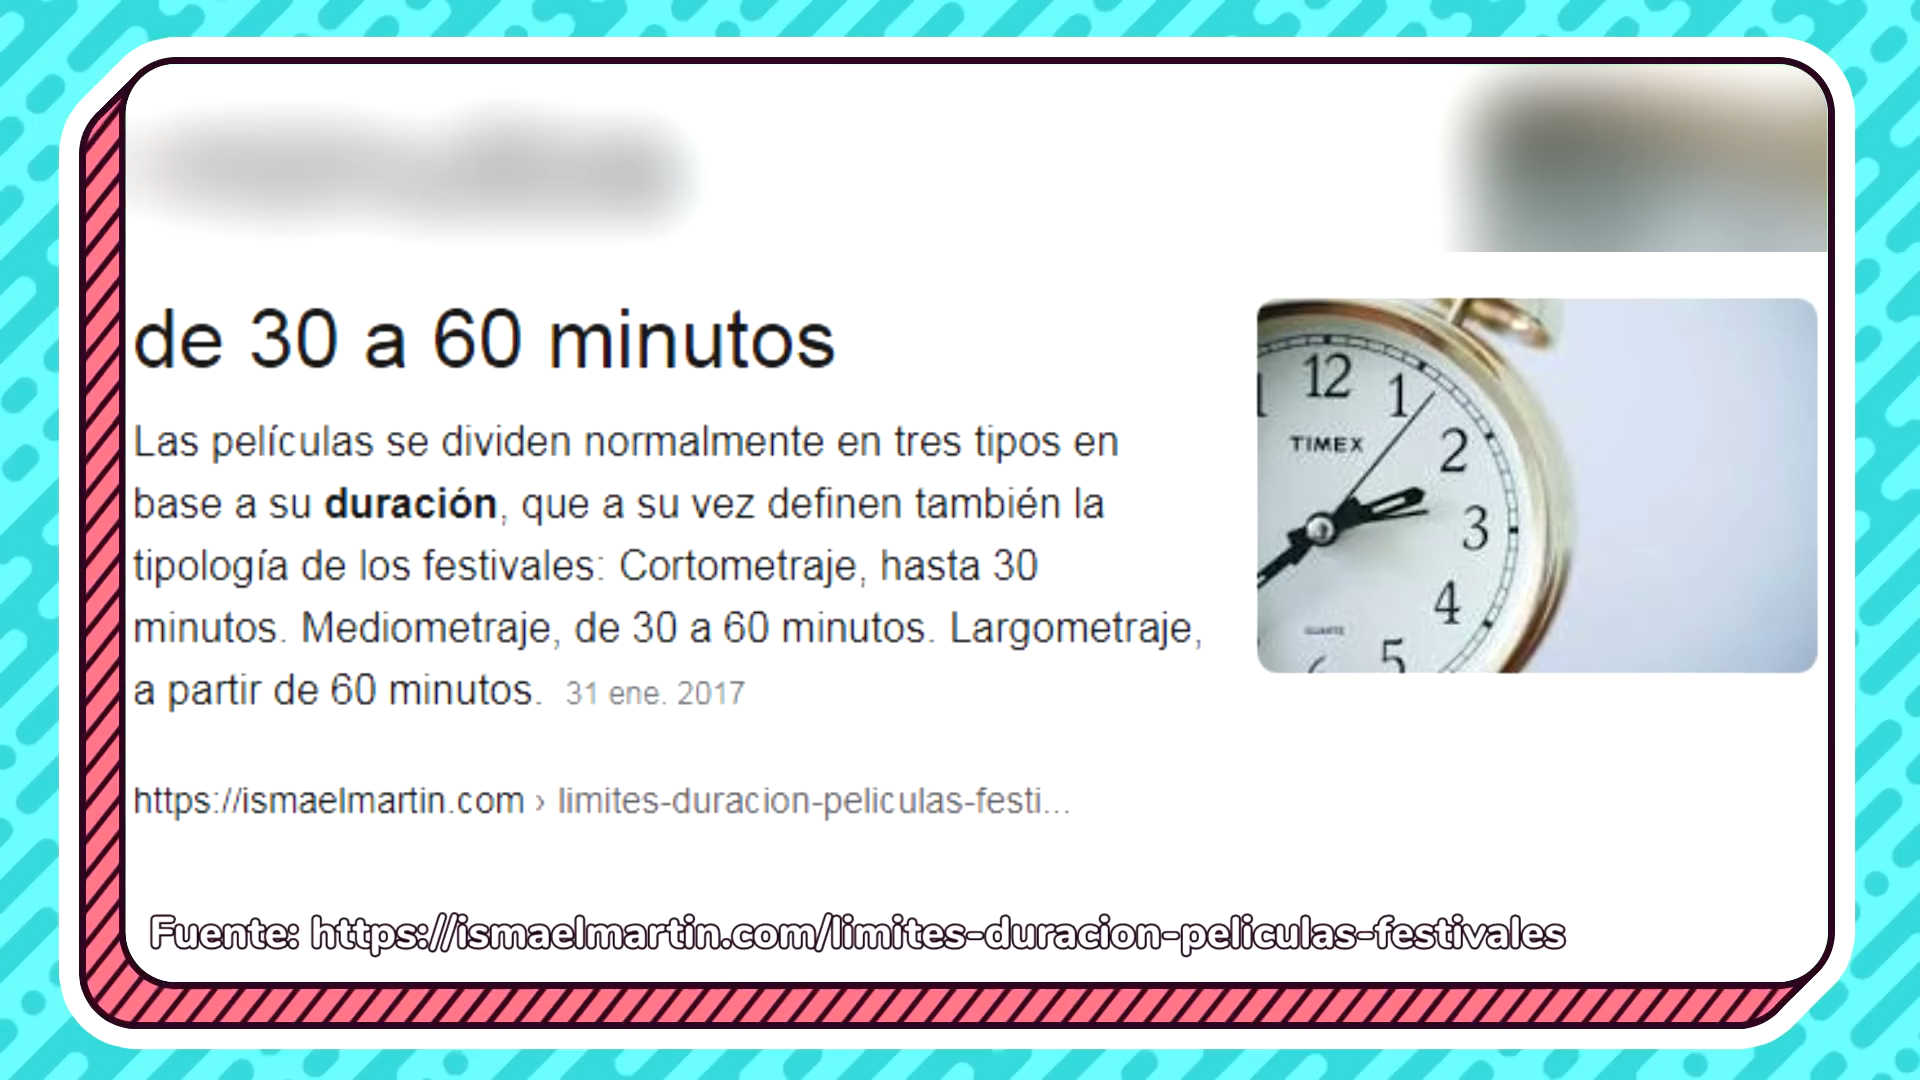 de 30 a 60 minutos
Las películas se dividen normalmente en tres tipos en
base a su duración, que a su vez definen también la
tipología de los festivales: Cortometraje, hasta 30
minutos. Mediometraje, de 30 a 60 minutos. Largometraje,
a partir de 60 minutos. 31 ene. 2017
12
1
TIMEX
2
3
4
QUARTZ
5
https://ismaelmartin.com › limites-duracion-peliculas-festi...
Fuente: https://ismaelmartin.com/limites-duracion-peliculas-festivales